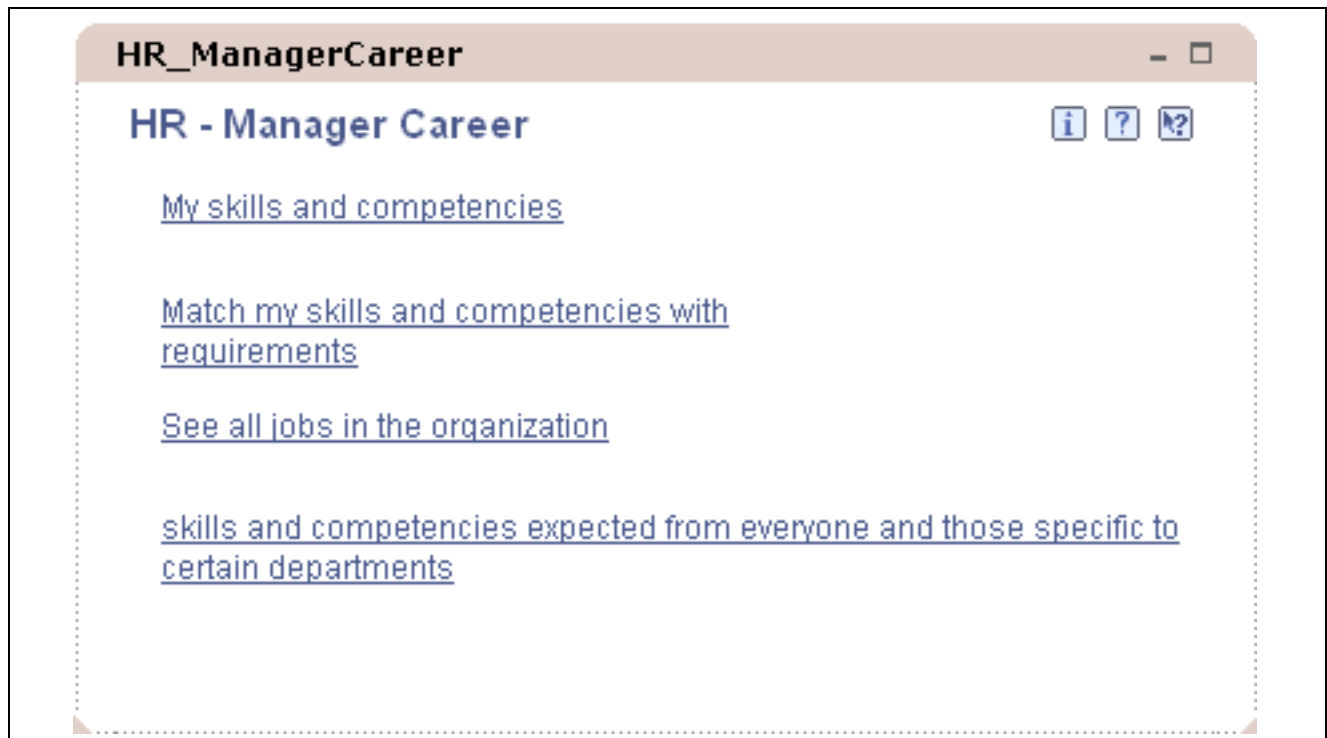 HR_ManagerCareer
HR - Manager Career
My skills and competencies
Match my skills and competencies with
requirements
See all jobs in the organization
skills and competencies expected from everyone and those specific to
certain departments